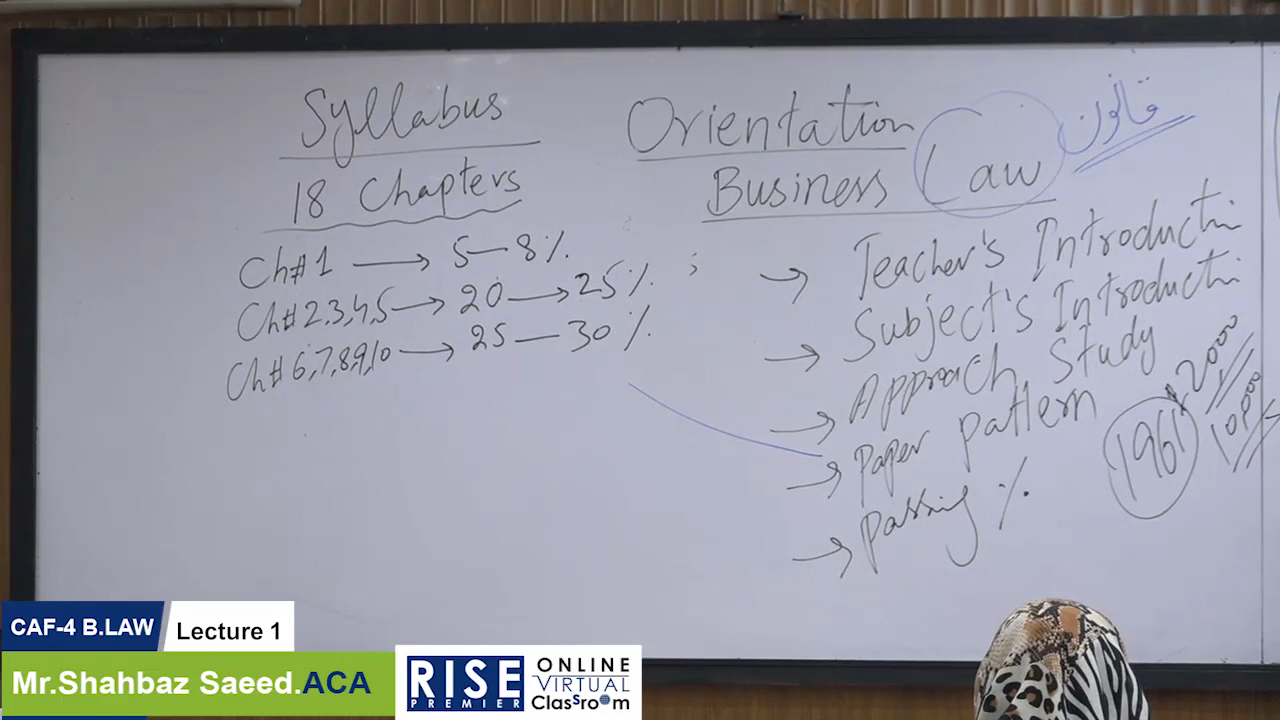 Syllabus
18 Chapters
Ch# 1 → 5—8%
Ch# 2,3,4,5 → 20 → 25%
Ch# 6,7,8,9,10 → 25—30%
Orientation
Business Law قانون
→ Teacher's Introducti
→ Subject's Introducti
→ Approach, Study
→ Paper pattern
→ Passing %
1961
2000
CAF-4 B.LAW
Lecture 1
Mr.Shahbaz Saeed.ACA
RISE
PREMIER
ONLINE
VIRTUAL
Classroom